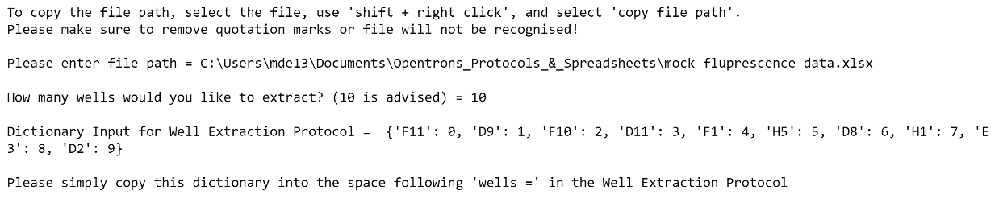 To copy the file path, select the file, use 'shift + right click', and select 'copy file path'.
Please make sure to remove quotation marks or file will not be recognised!
Please enter file path = C:\Users\mde13\Documents\Opentrons_Protocols_&_Spreadsheets\mock fluprescence data.xlsx
How many wells would you like to extract? (10 is advised) = 10
Dictionary Input for Well Extraction Protocol =  {'F11': 0, 'D9': 1, 'F10': 2, 'D11': 3, 'F1': 4, 'H5': 5, 'D8': 6, 'H1': 7, 'E
3': 8, 'D2': 9}
Please simply copy this dictionary into the space following 'wells =' in the Well Extraction Protocol